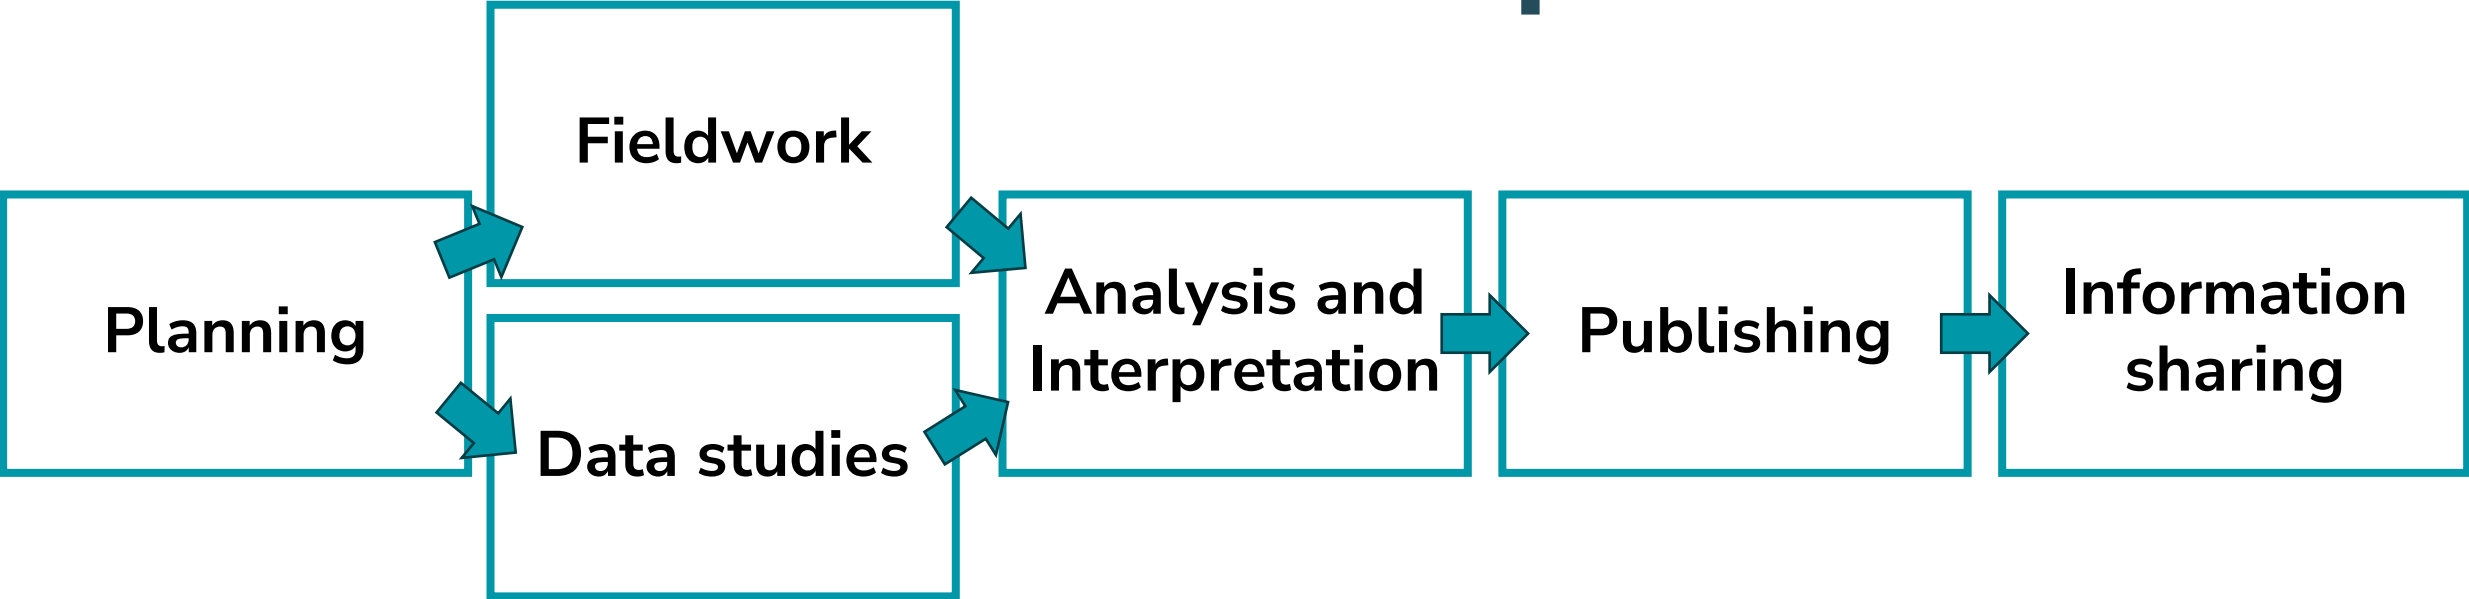 Fieldwork
Planning
Data studies
Analysis and
Interpretation
Publishing
Information
sharing